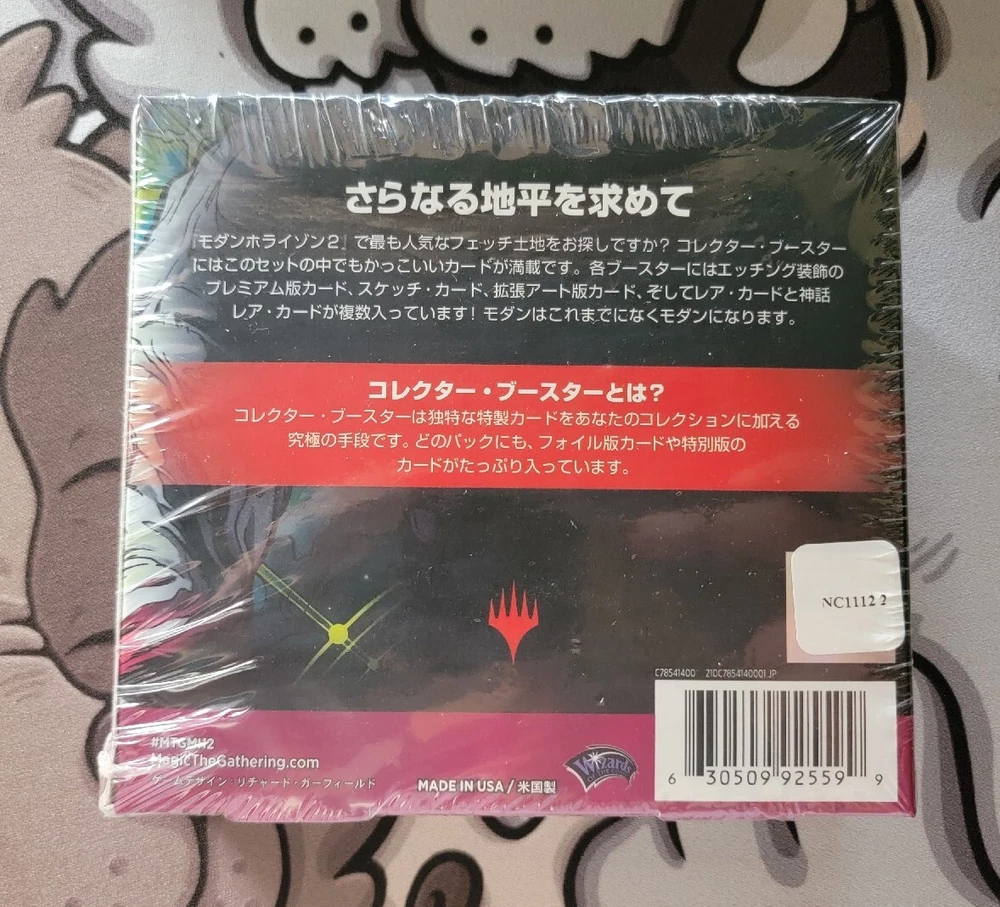 さらなる地平を求めて
『モダンホライゾン2』で最も人気なフェッチ土地をお探しですか? コレクター・ブースター
にはこのセットの中でもかっこいいカードが満載です。各ブースターにはエッチング装飾の
プレミアム版カード、スケッチ・カード、拡張アート版カード、そしてレア・カードと神話
レア・カードが複数入っています! モダンはこれまでになくモダンになります。
コレクター・ブースターとは?
コレクター・ブースターは独特な特製カードをあなたのコレクションに加える
究極の手段です。どのパックにも、フォイル版カードや特別版の
カードがたっぷり入っています。
NC1112 2
C78541400 210C7854140001 JP
#MTGMH2
MagicTheGathering.com
ゲームデザイン:リチャード・ガーフィールド
MADE IN USA / 米国製
Wizards
6 30509 92559 9